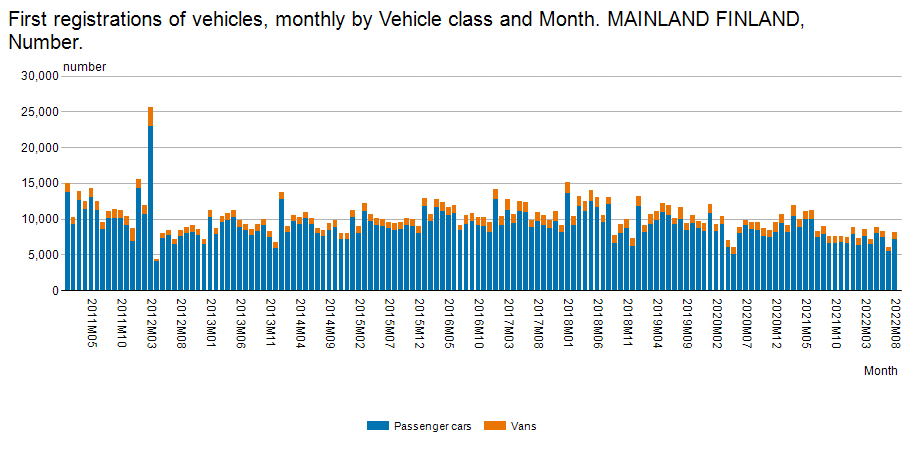 First registrations of vehicles, monthly by Vehicle class and Month. MAINLAND FINLAND,
Number.
number
30,000
25,000
20,000
15,000
10,000
5,000
0
2011M05
2011M10
2012M03
2012M08
2013M01
2013M06
2013M11
2014M04
2014M09
2015M02
2015M07
2015M12
2016M05
2016M10
2017M03
2017M08
2018M01
2018M06
2018M11
2019M04
2019M09
2020M02
2020M07
2020M12
2021M05
2021M10
2022M03
2022M08
Month
Passenger cars
Vans